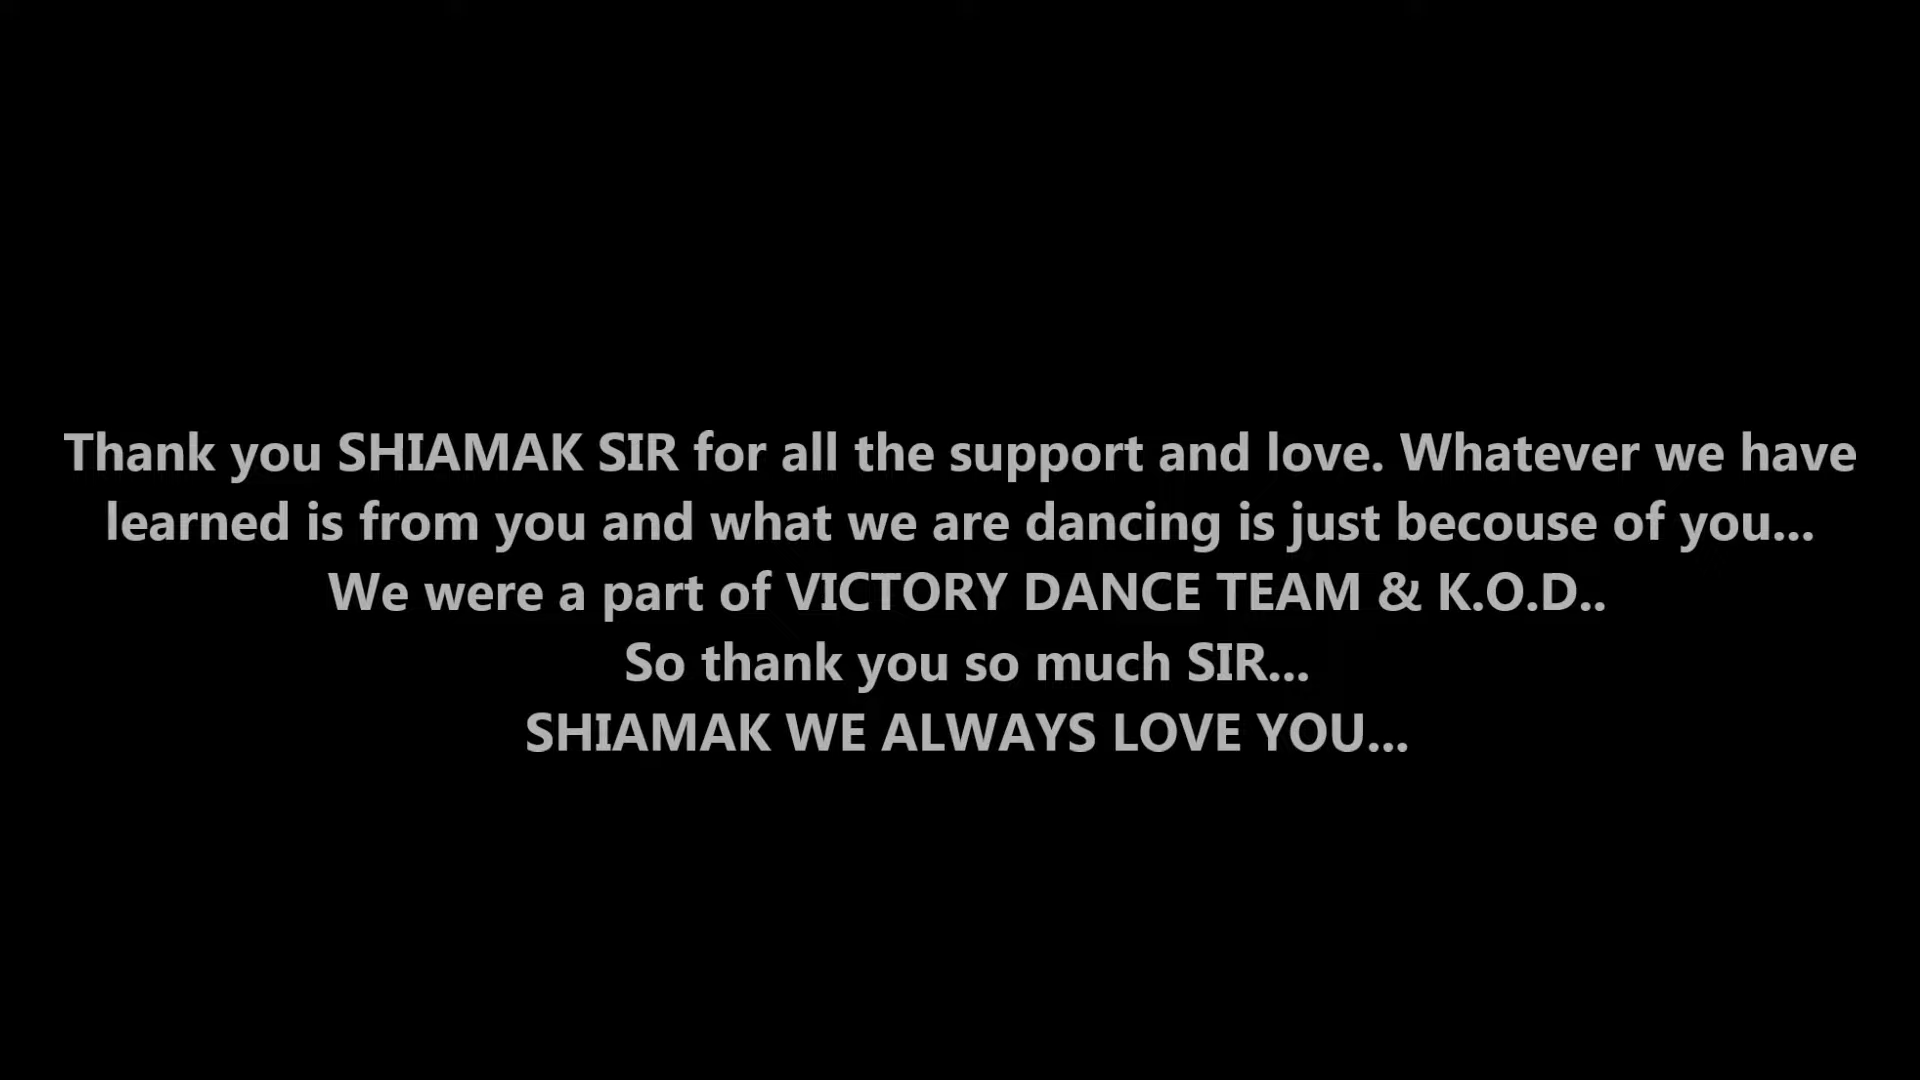 Thank you SHIAMAK SIR for all the support and love. Whatever we have
learned is from you and what we are dancing is just becouse of you...
We were a part of VICTORY DANCE TEAM & K.O.D..
So thank you so much SIR...
SHIAMAK WE ALWAYS LOVE YOU...